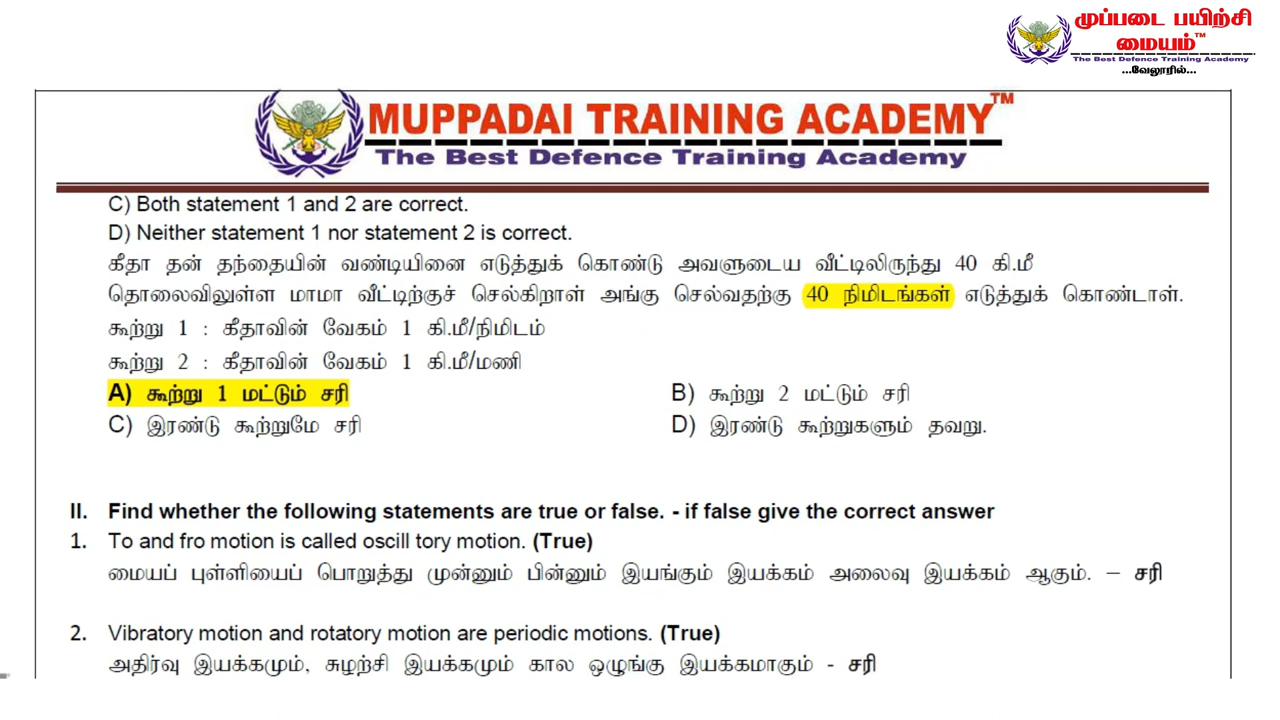 முப்படை பயிற்சி
மையம்™
The Best Defence Training Academy
...வேலூரில்...
MUPPADAI TRAINING ACADEMY™
The Best Defence Training Academy
C) Both statement 1 and 2 are correct.
D) Neither statement 1 nor statement 2 is correct.
கீதா தன் தந்தையின் வண்டியினை எடுத்துக் கொண்டு அவளுடைய வீட்டிலிருந்து 40 கி.மீ
தொலைவிலுள்ள மாமா வீட்டிற்குச் செல்கிறாள் அங்கு செல்வதற்கு 40 நிமிடங்கள் எடுத்துக் கொண்டாள்.
கூற்று 1 : கீதாவின் வேகம் 1 கி.மீ/நிமிடம்
கூற்று 2 : கீதாவின் வேகம் 1 கி.மீ/மணி
A) கூற்று 1 மட்டும் சரி B) கூற்று 2 மட்டும் சரி
C) இரண்டு கூற்றுமே சரி D) இரண்டு கூற்றுகளும் தவறு.
II. Find whether the following statements are true or false. - if false give the correct answer
1. To and fro motion is called oscill tory motion. (True)
மையப் புள்ளியைப் பொறுத்து முன்னும் பின்னும் இயங்கும் இயக்கம் அலைவு இயக்கம் ஆகும். – சரி
2. Vibratory motion and rotatory motion are periodic motions. (True)
அதிர்வு இயக்கமும், சுழற்சி இயக்கமும் கால ஒழுங்கு இயக்கமாகும் - சரி